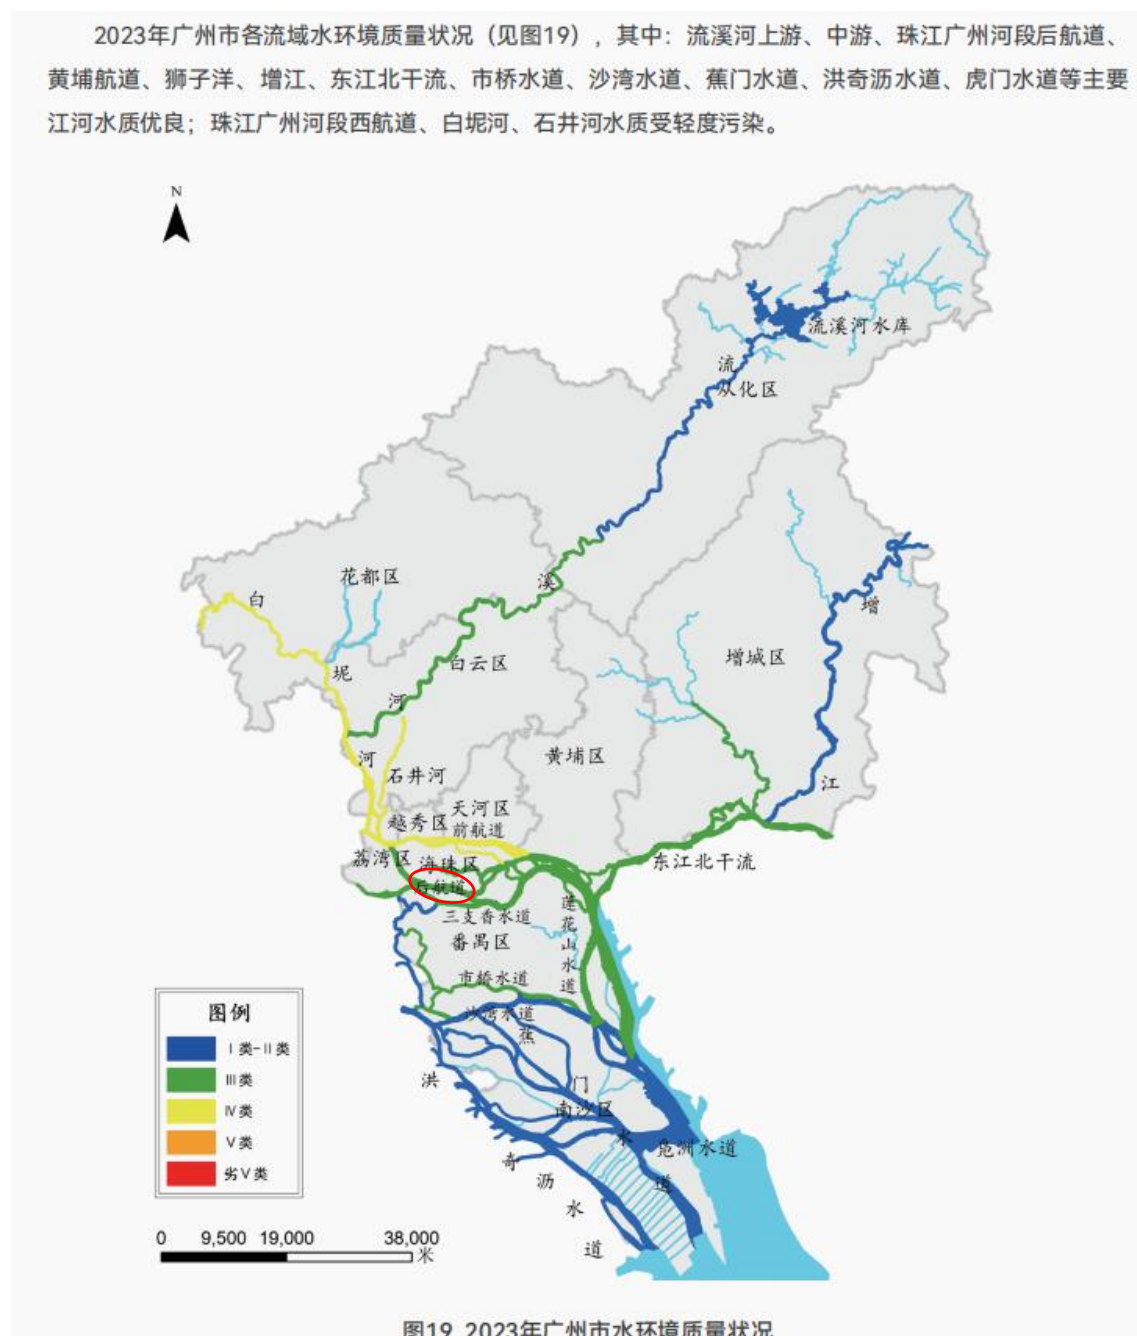 2023年广州市各流域水环境质量状况（见图19），其中：流溪河上游、中游、珠江广州河段后航道、
黄埔航道、狮子洋、增江、东江北干流、市桥水道、沙湾水道、蕉门水道、洪奇沥水道、虎门水道等主要
江河水质优良；珠江广州河段西航道、白坭河、石井河水质受轻度污染。
N
流溪河水库
流
从化区
溪
花都区
白
增
坭
白云区
增城区
河
河
黄埔区
石井河
江
天河区
越秀区
前航道
荔湾区
海珠区
东江北干流
后航道
莲花山水道
三支香水道
番禺区
市桥水道
沙湾水道
蕉
图例
Ⅰ类-Ⅱ类
Ⅲ类
Ⅳ类
Ⅴ类
劣Ⅴ类
洪
门
南沙区
水
凫洲水道
奇
沥
道
水
道
0 9,500 19,000 38,000
米
图19 2023年广州市水环境质量状况